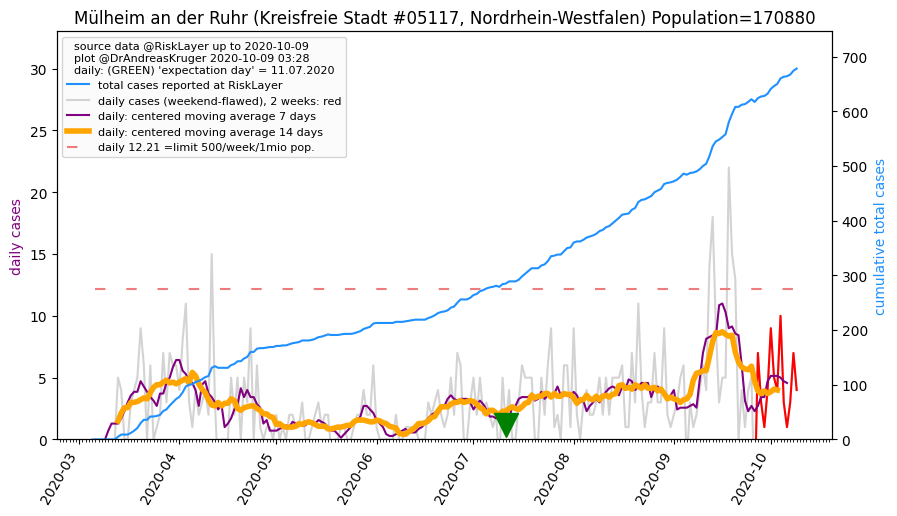 Mülheim an der Ruhr (Kreisfreie Stadt #05117, Nordrhein-Westfalen) Population=170880
source data @RiskLayer up to 2020-10-09
plot @DrAndreasKruger 2020-10-09 03:28
daily: (GREEN) 'expectation day' = 11.07.2020
total cases reported at RiskLayer
daily cases (weekend-flawed), 2 weeks: red
daily: centered moving average 7 days
daily: centered moving average 14 days
daily 12.21 =limit 500/week/1mio pop.
daily cases
30
25
20
15
10
5
0
700
600
500
400
300
200
100
0
cumulative total cases
2020-03
2020-04
2020-05
2020-06
2020-07
2020-08
2020-09
2020-10